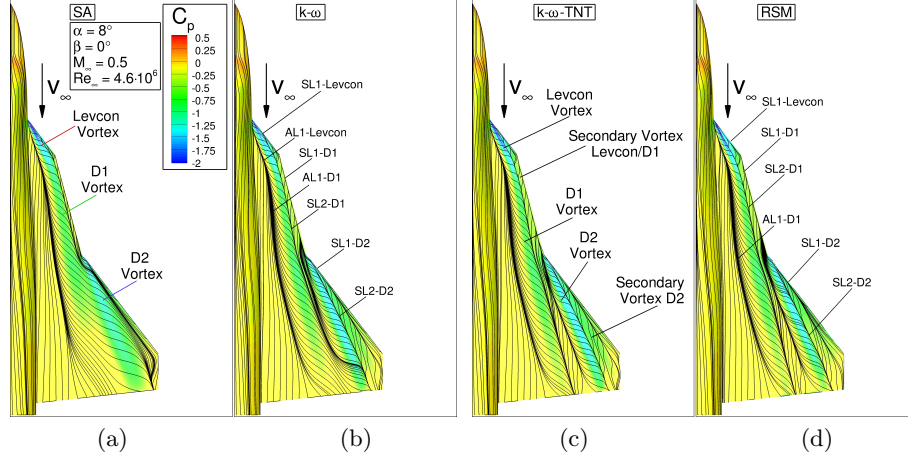 SA
α = 8°
β = 0°
M∞ = 0.5
Re∞ = 4.6·10⁶
V∞
Levcon
Vortex
D1
Vortex
D2
Vortex
Cp
0.5
0.25
0
-0.25
-0.5
-0.75
-1
-1.25
-1.5
-1.75
-2
(a)
k-ω
V∞
SL1-Levcon
AL1-Levcon
SL1-D1
AL1-D1
SL2-D1
SL1-D2
SL2-D2
(b)
k-ω-TNT
V∞
Levcon
Vortex
Secondary Vortex
Levcon/D1
D1
Vortex
D2
Vortex
Secondary
Vortex D2
(c)
RSM
V∞
SL1-Levcon
SL1-D1
SL2-D1
AL1-D1
SL1-D2
SL2-D2
(d)